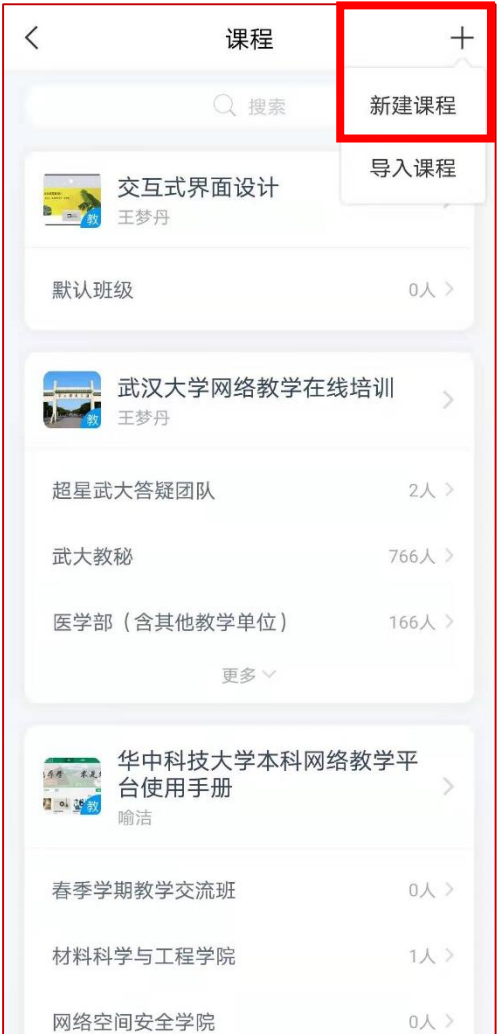 课程
搜索
新建课程
导入课程
交互式界面设计
教
王梦丹
默认班级
0人
武汉大学网络教学在线培训
教
王梦丹
超星武大答疑团队
2人
武大教秘
766人
医学部（含其他教学单位）
166人
更多
华中科技大学本科网络教学平
台使用手册
教
喻洁
春季学期教学交流班
0人
材料科学与工程学院
1人
网络空间安全学院
0人